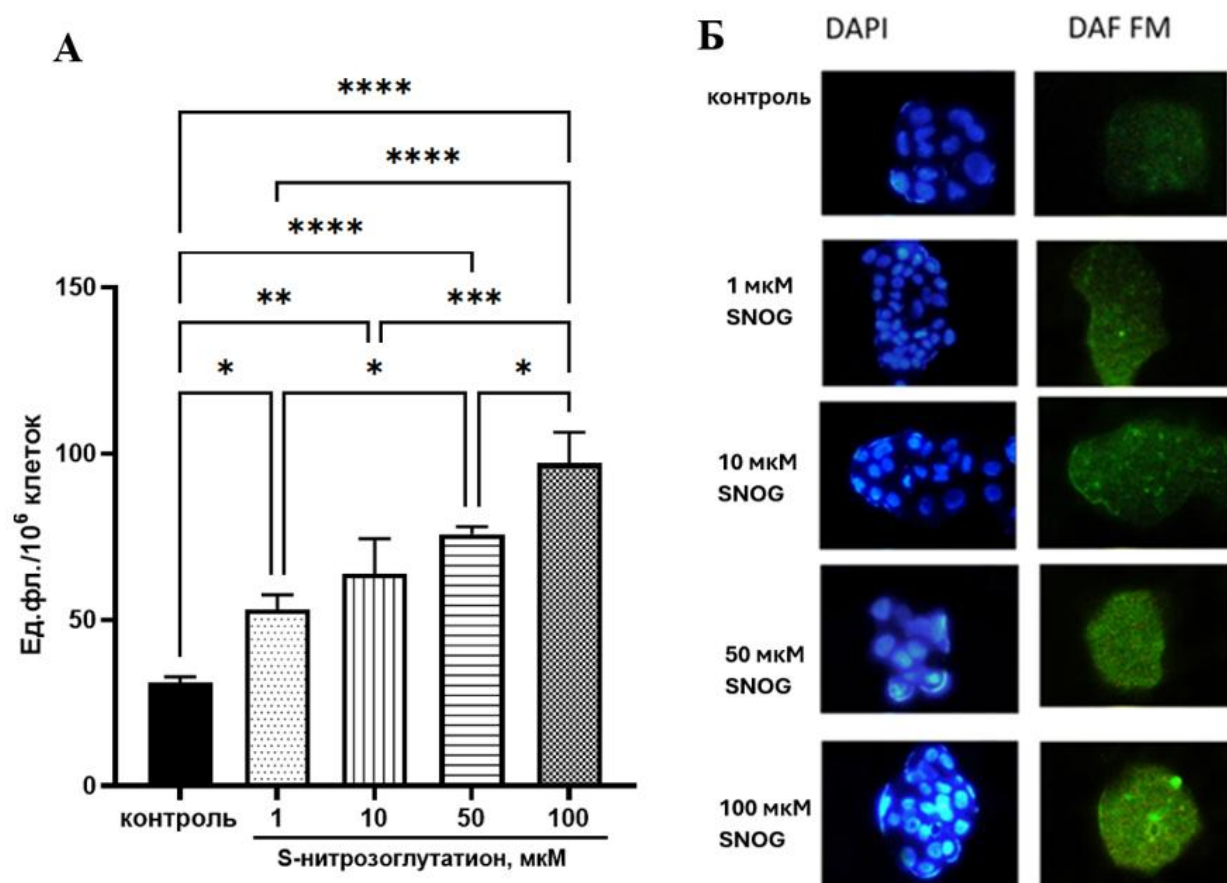 А
****
****
****
** ***
* * *
150
100
50
0
Ед.фл./10⁶ клеток
контроль 1 10 50 100
S-нитрозоглутатион, мкМ
Б
DAPI DAF FM
контроль
1 мкМ
SNOG
10 мкМ
SNOG
50 мкМ
SNOG
100 мкМ
SNOG